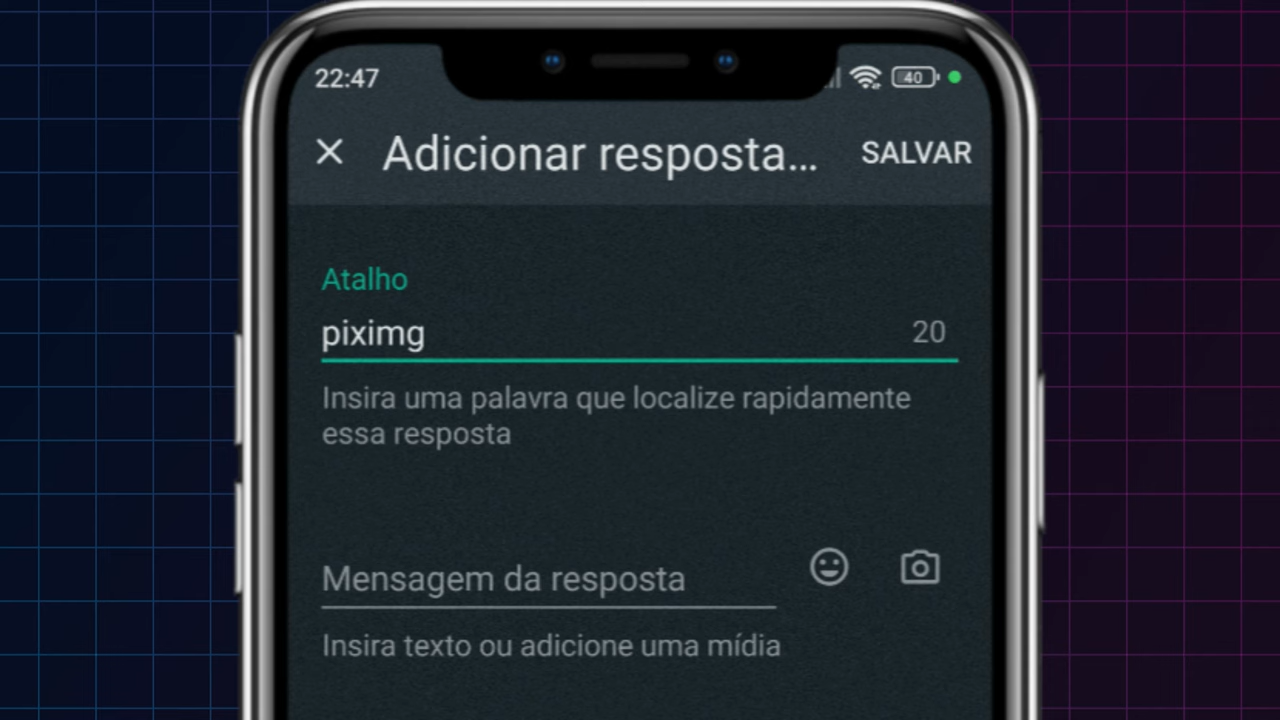 22:47
40
Adicionar resposta...
SALVAR
Atalho
piximg
20
Insira uma palavra que localize rapidamente
essa resposta
Mensagem da resposta
Insira texto ou adicione uma mídia